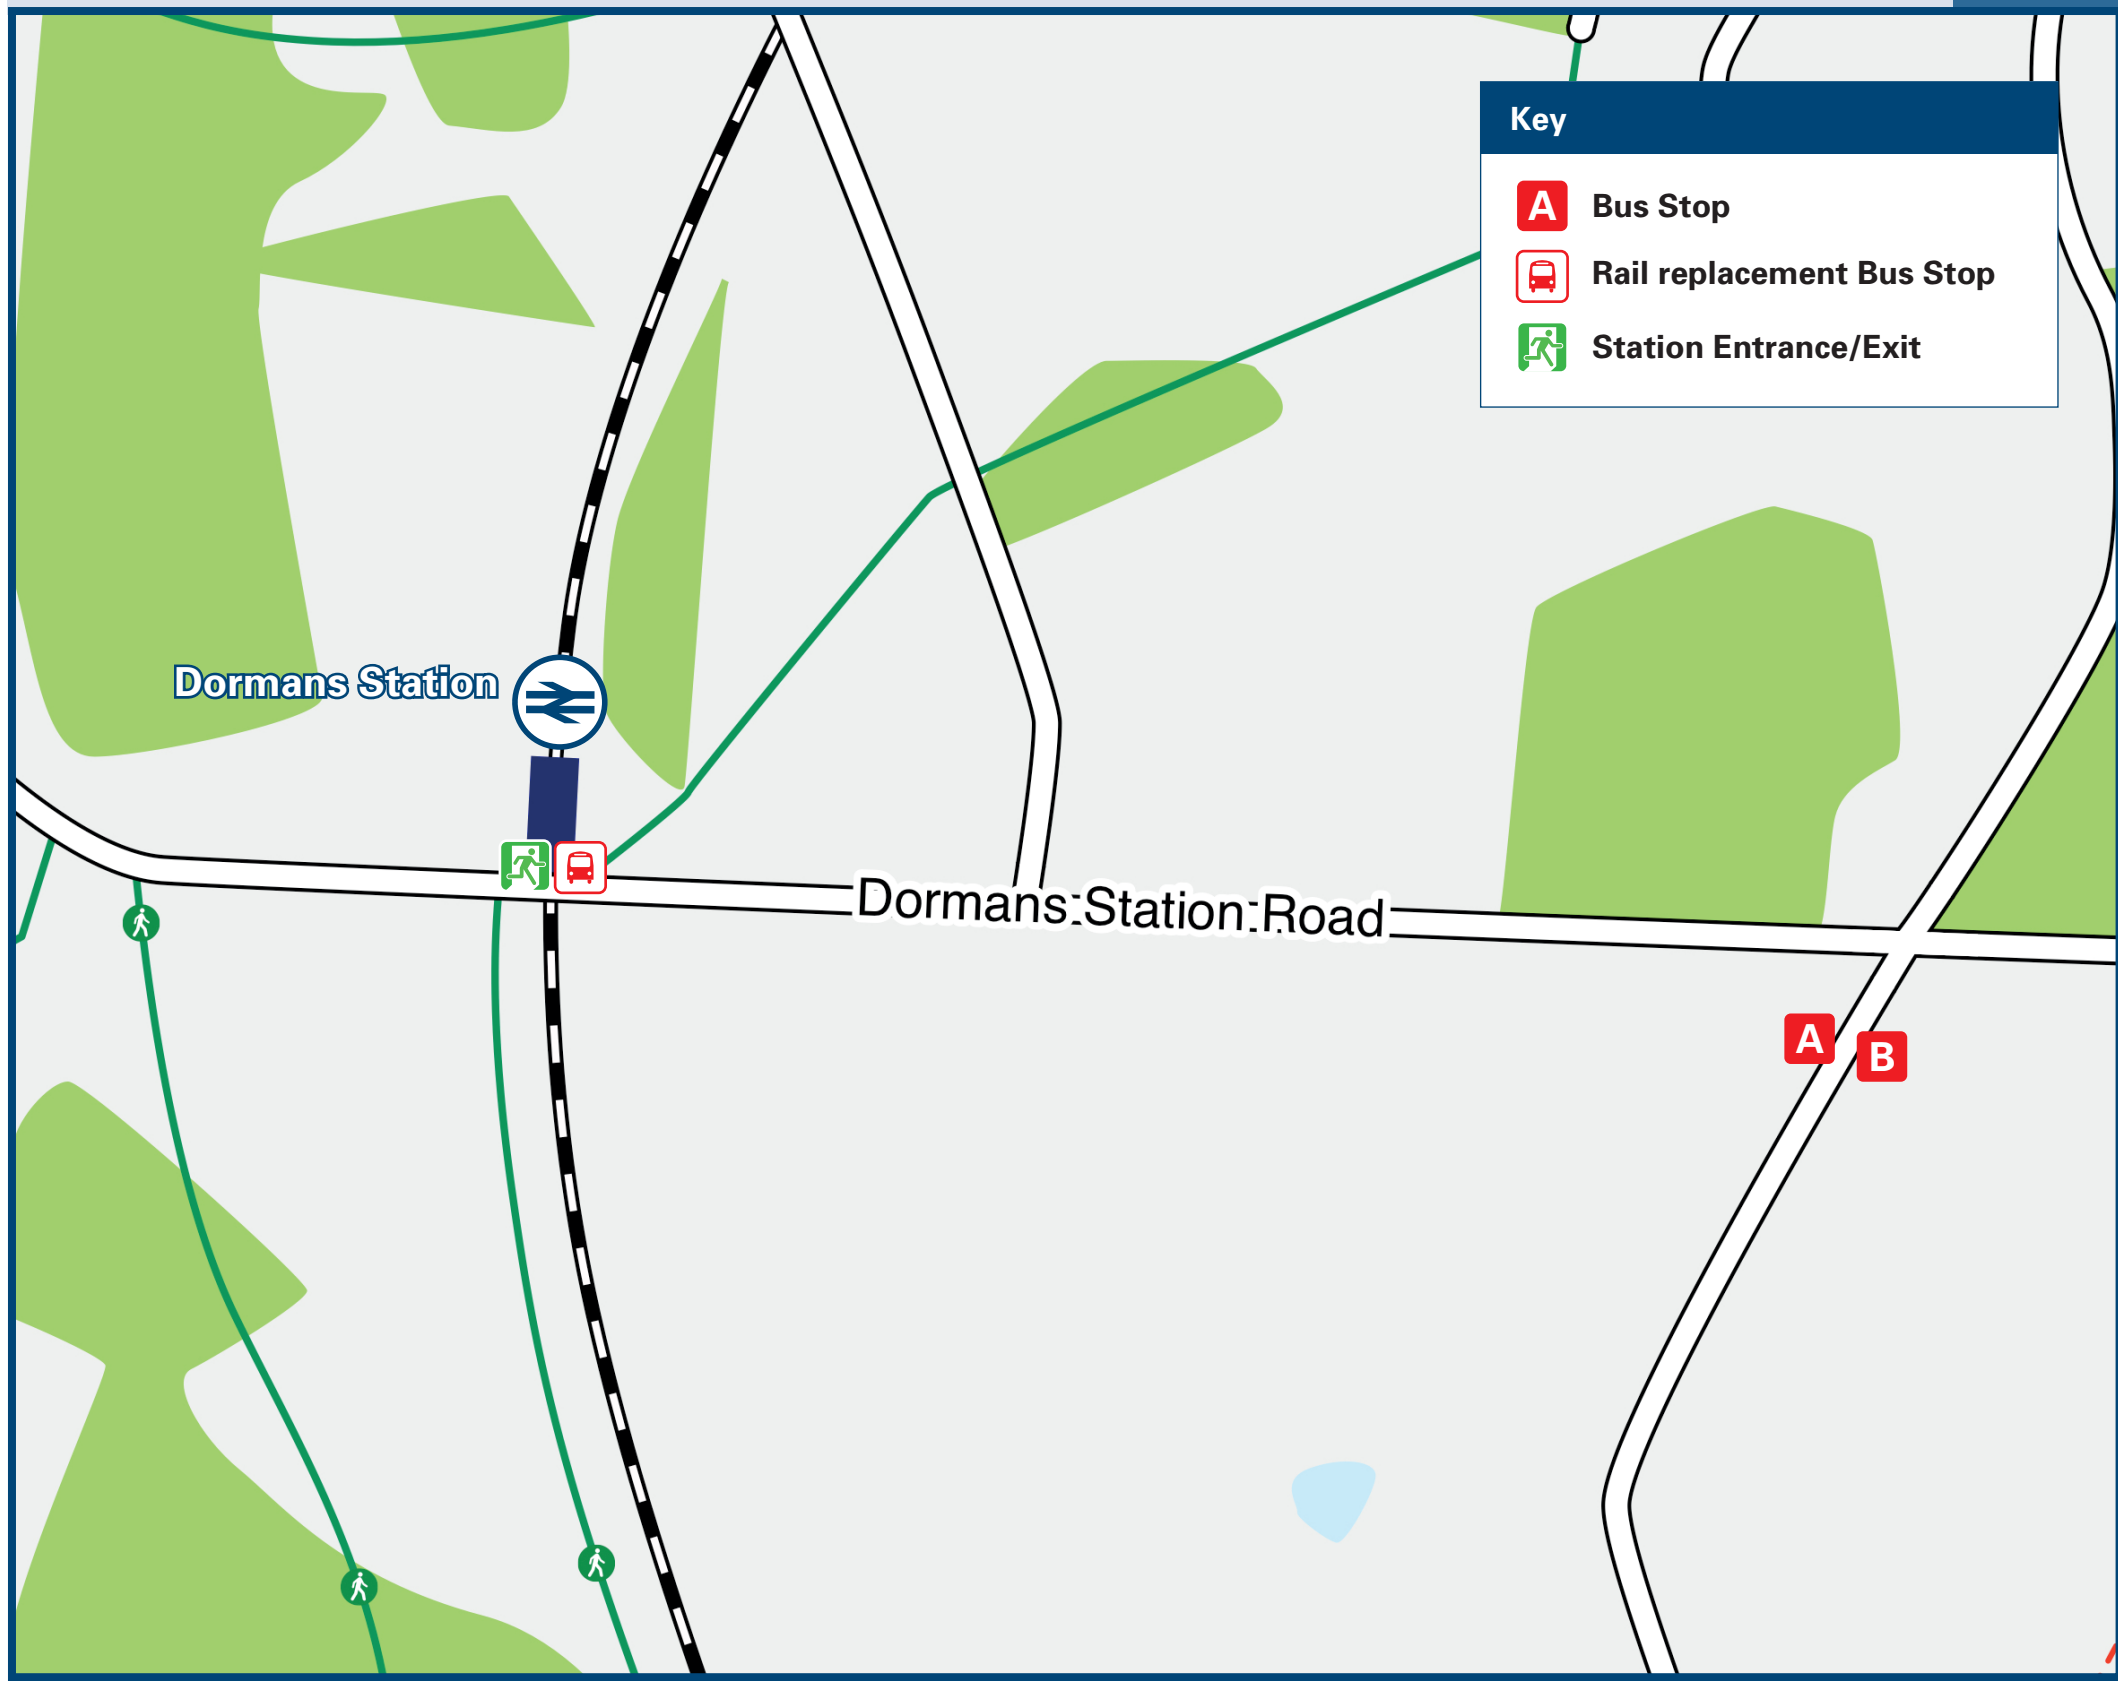 Key
A Bus Stop
Rail replacement Bus Stop
Station Entrance/Exit
Dormans Station
Dormans Station Road
A
B